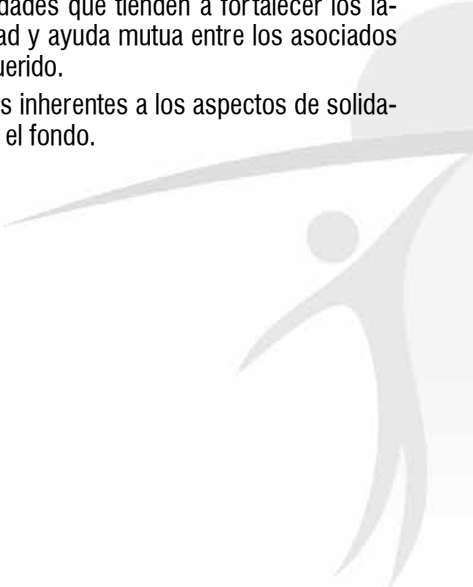 dades que tienden a fortalecer los la-
ad y ayuda mutua entre los asociados
uerido.
s inherentes a los aspectos de solida-
el fondo.